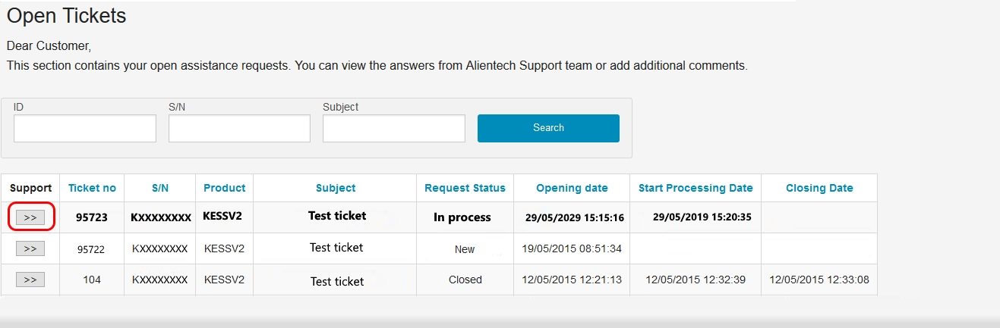 Open Tickets
Dear Customer,
This section contains your open assistance requests. You can view the answers from Alientech Support team or add additional comments.
ID S/N Subject
Search
Support Ticket no S/N Product Subject Request Status Opening date Start Processing Date Closing Date
>> 95723 KXXXXXXXX KESSV2 Test ticket In process 29/05/2029 15:15:16 29/05/2019 15:20:35
>> 95722 KXXXXXXXX KESSV2 Test ticket New 19/05/2015 08:51:34
>> 104 KXXXXXXXX KESSV2 Test ticket Closed 12/05/2015 12:21:13 12/05/2015 12:32:39 12/05/2015 12:33:08